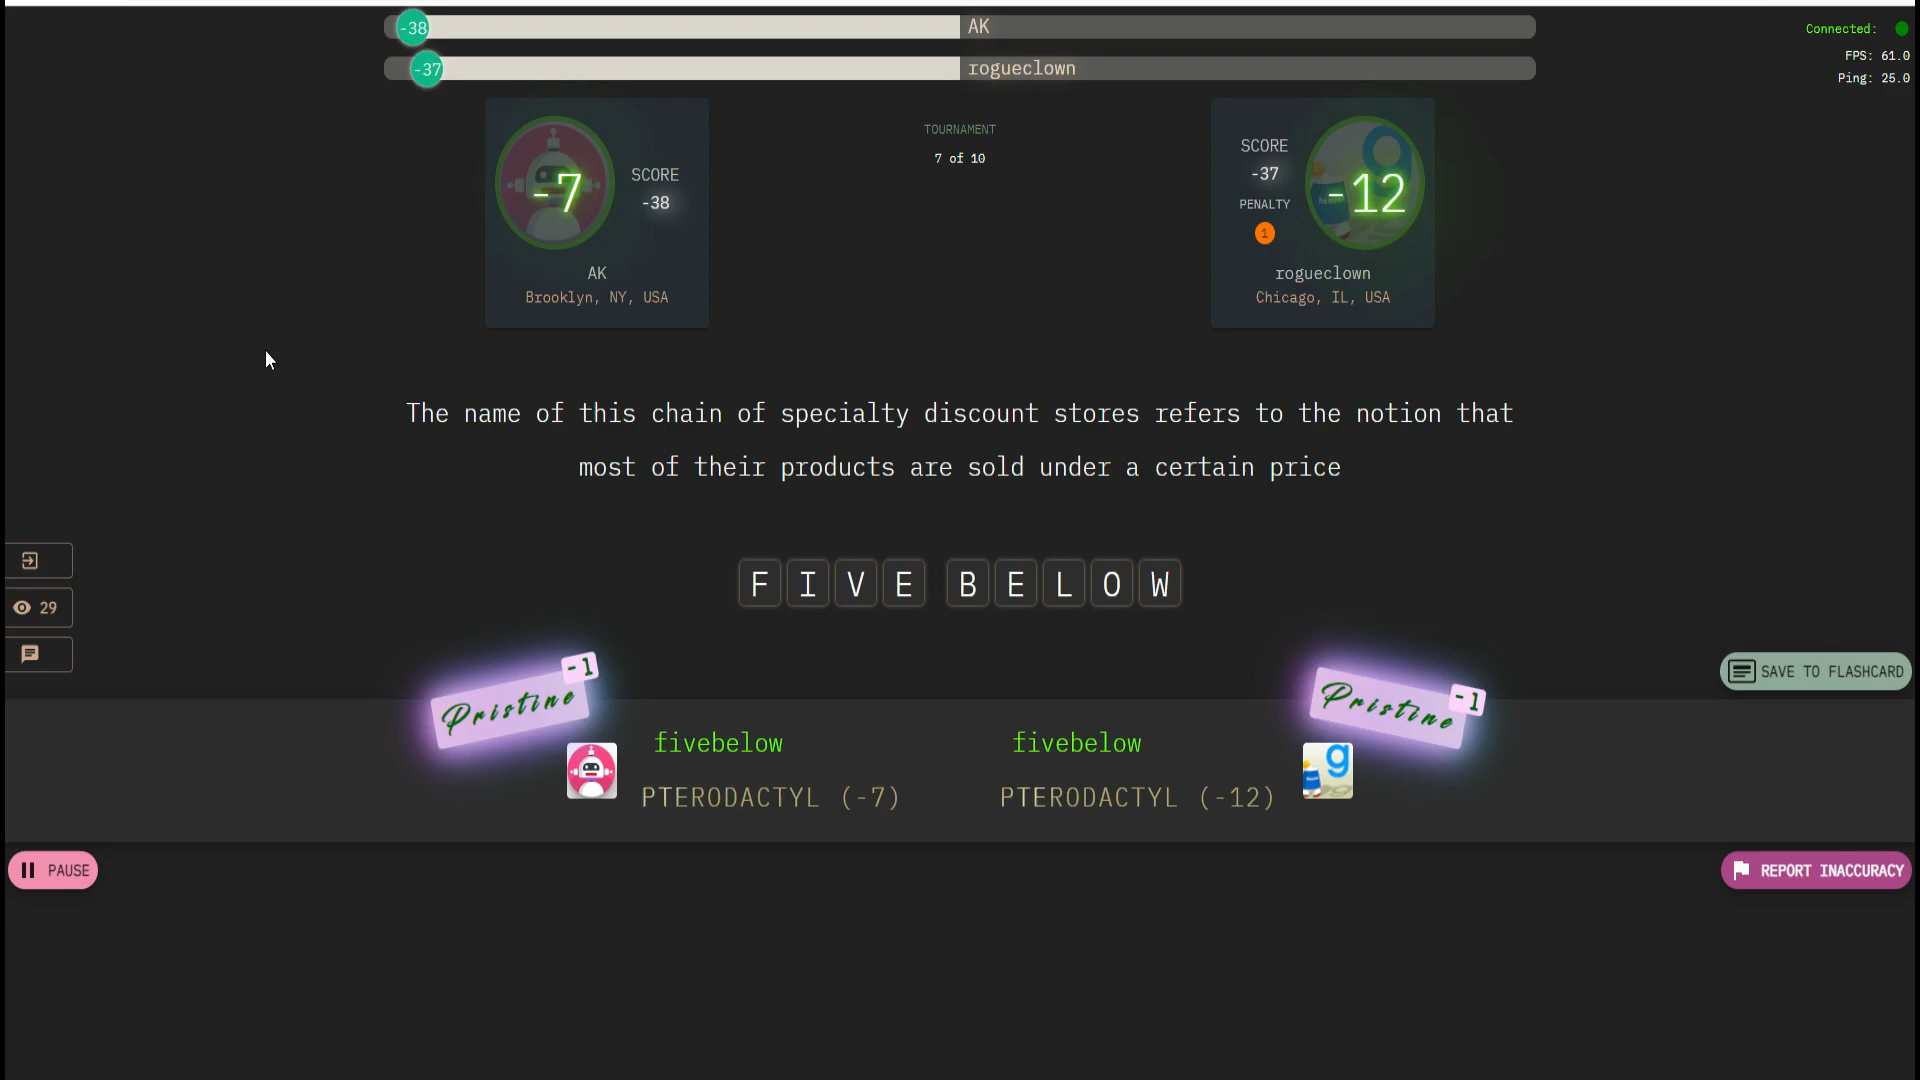 -38 AK
-37 rogueclown
Connected:
FPS: 61.0
Ping: 25.0
-7
SCORE
-38
AK
Brooklyn, NY, USA
TOURNAMENT
7 of 10
SCORE
-37
PENALTY
1
-12
rogueclown
Chicago, IL, USA
The name of this chain of specialty discount stores refers to the notion that
most of their products are sold under a certain price
FIVE BELOW
29
SAVE TO FLASHCARD
Pristine -1
fivebelow
PTERODACTYL (-7)
Pristine -1
fivebelow
PTERODACTYL (-12)
g
PAUSE
REPORT INACCURACY